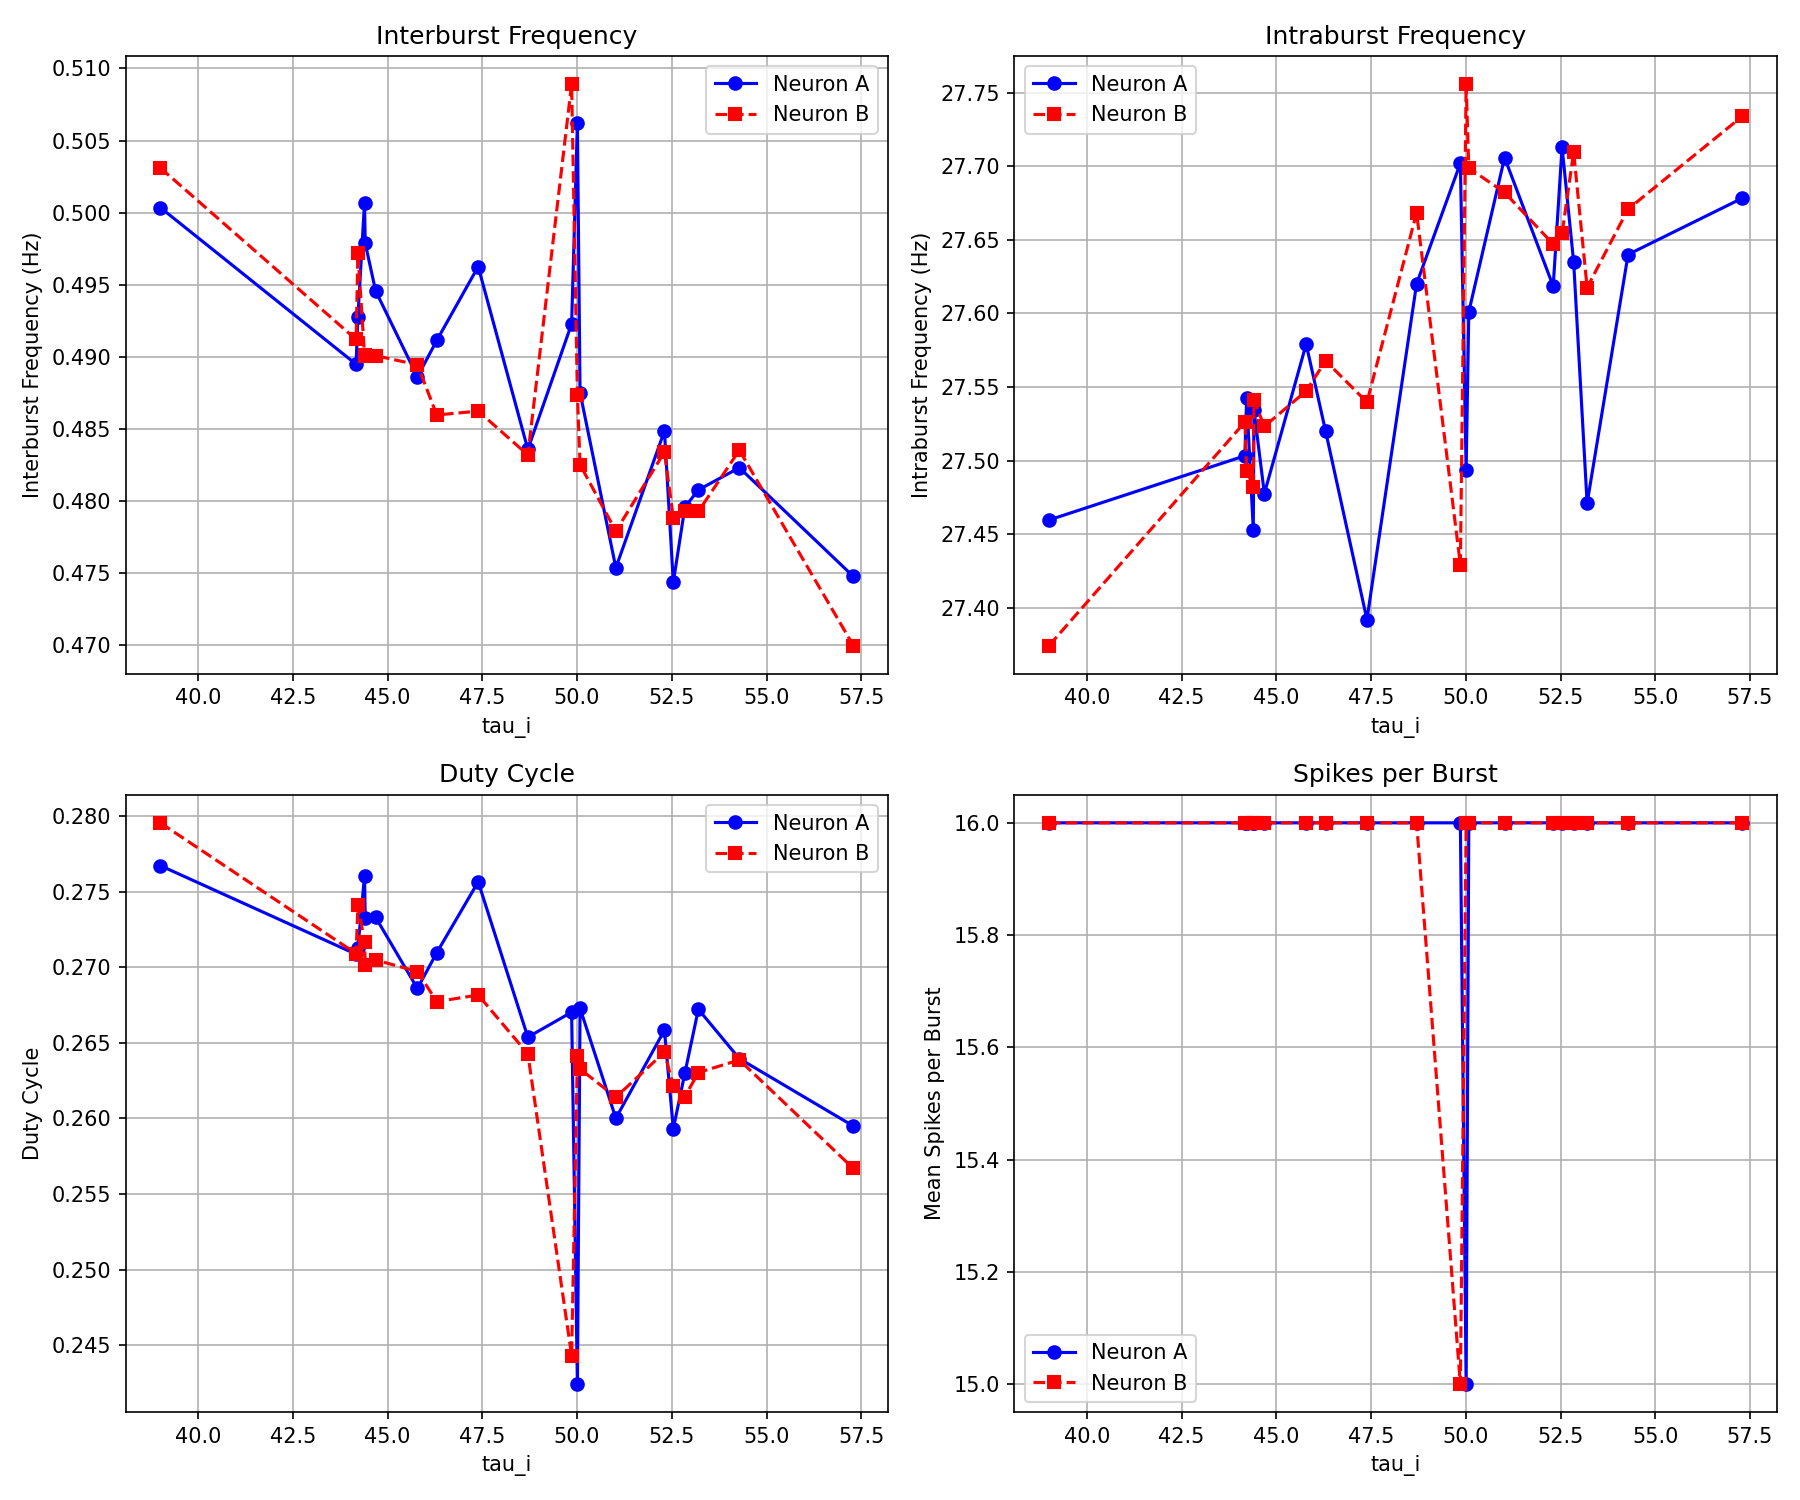 Interburst Frequency
Interburst Frequency (Hz)
0.510
0.505
0.500
0.495
0.490
0.485
0.480
0.475
0.470
Neuron A
Neuron B
40.0 42.5 45.0 47.5 50.0 52.5 55.0 57.5
tau_i
Intraburst Frequency
Intraburst Frequency (Hz)
27.75
27.70
27.65
27.60
27.55
27.50
27.45
27.40
Neuron A
Neuron B
40.0 42.5 45.0 47.5 50.0 52.5 55.0 57.5
tau_i
Duty Cycle
Duty Cycle
0.280
0.275
0.270
0.265
0.260
0.255
0.250
0.245
Neuron A
Neuron B
40.0 42.5 45.0 47.5 50.0 52.5 55.0 57.5
tau_i
Spikes per Burst
Mean Spikes per Burst
16.0
15.8
15.6
15.4
15.2
15.0
Neuron A
Neuron B
40.0 42.5 45.0 47.5 50.0 52.5 55.0 57.5
tau_i